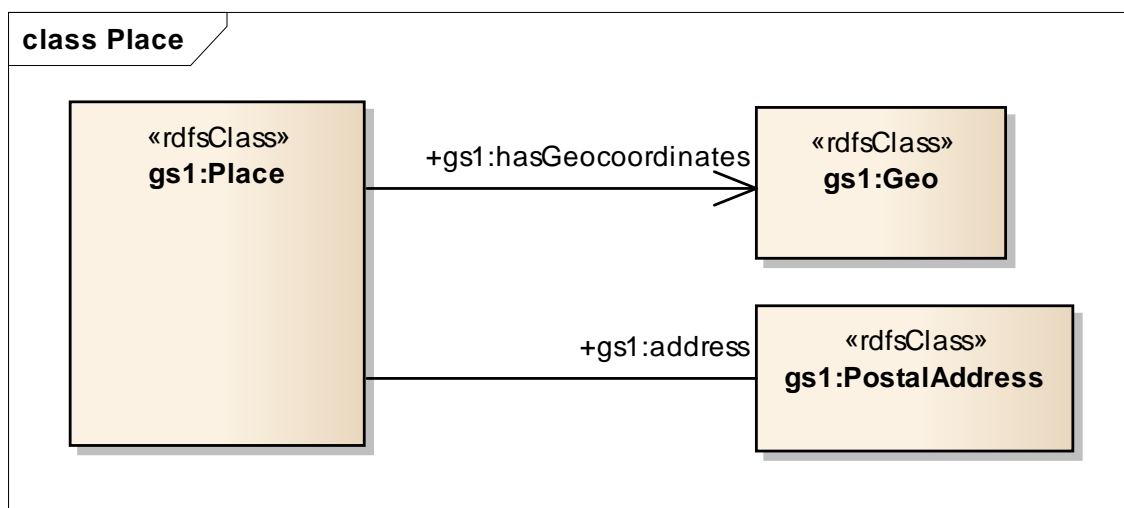 class Place
«rdfsClass»
gs1:Place
+gs1:hasGeocoordinates
«rdfsClass»
gs1:Geo
+gs1:address
«rdfsClass»
gs1:PostalAddress